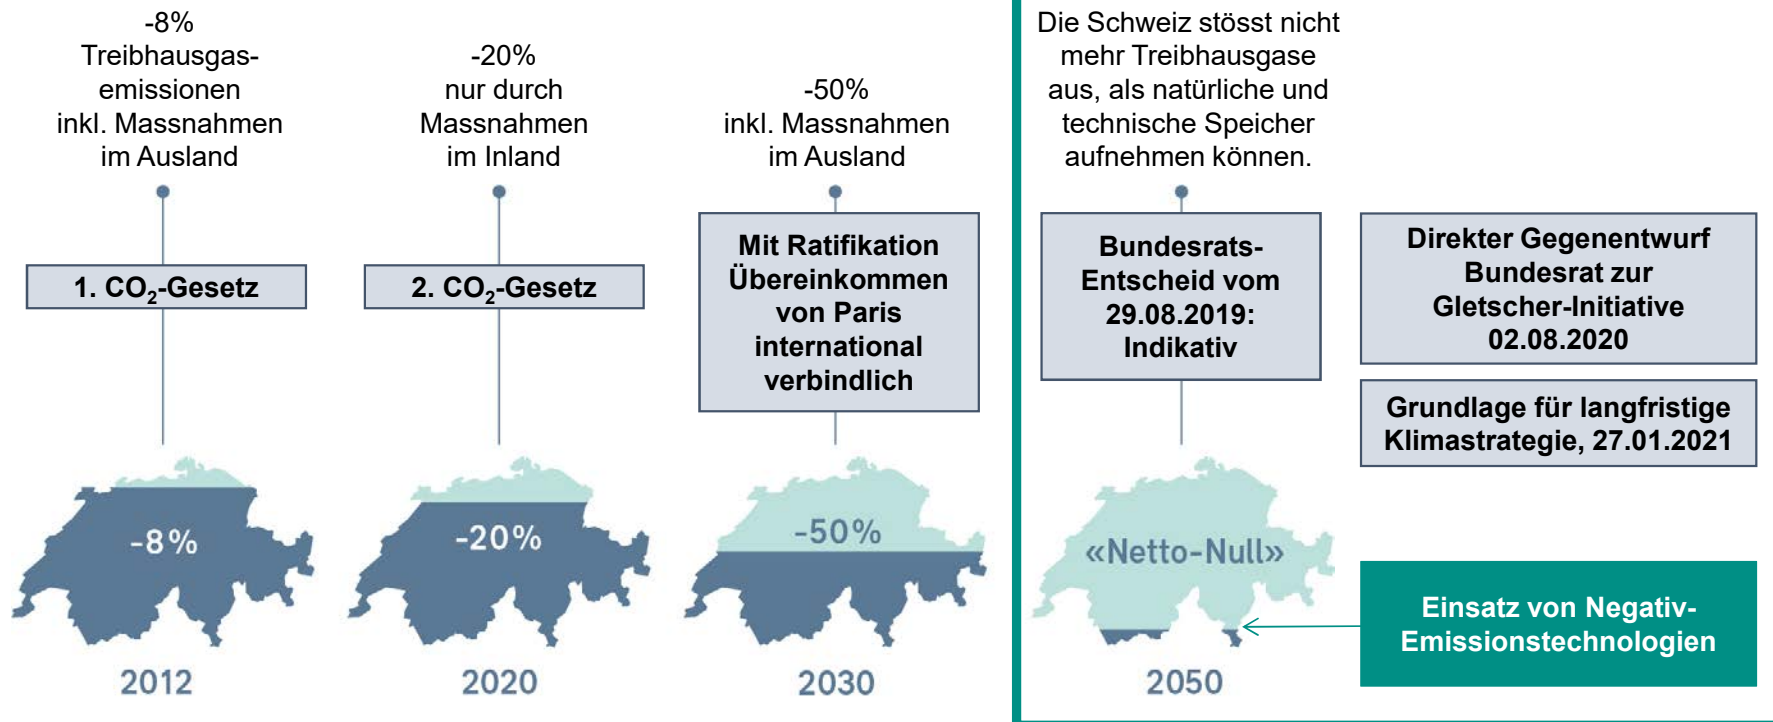 -8%
Treibhausgas-
emissionen
inkl. Massnahmen
im Ausland
1. CO₂-Gesetz
-8%
2012
-20%
nur durch
Massnahmen
im Inland
2. CO₂-Gesetz
-20%
2020
-50%
inkl. Massnahmen
im Ausland
Mit Ratifikation
Übereinkommen
von Paris
international
verbindlich
-50%
2030
Die Schweiz stösst nicht
mehr Treibhausgase
aus, als natürliche und
technische Speicher
aufnehmen können.
Bundesrats-
Entscheid vom
29.08.2019:
Indikativ
«Netto-Null»
2050
Direkter Gegenentwurf
Bundesrat zur
Gletscher-Initiative
02.08.2020
Grundlage für langfristige
Klimastrategie, 27.01.2021
Einsatz von Negativ-
Emissionstechnologien